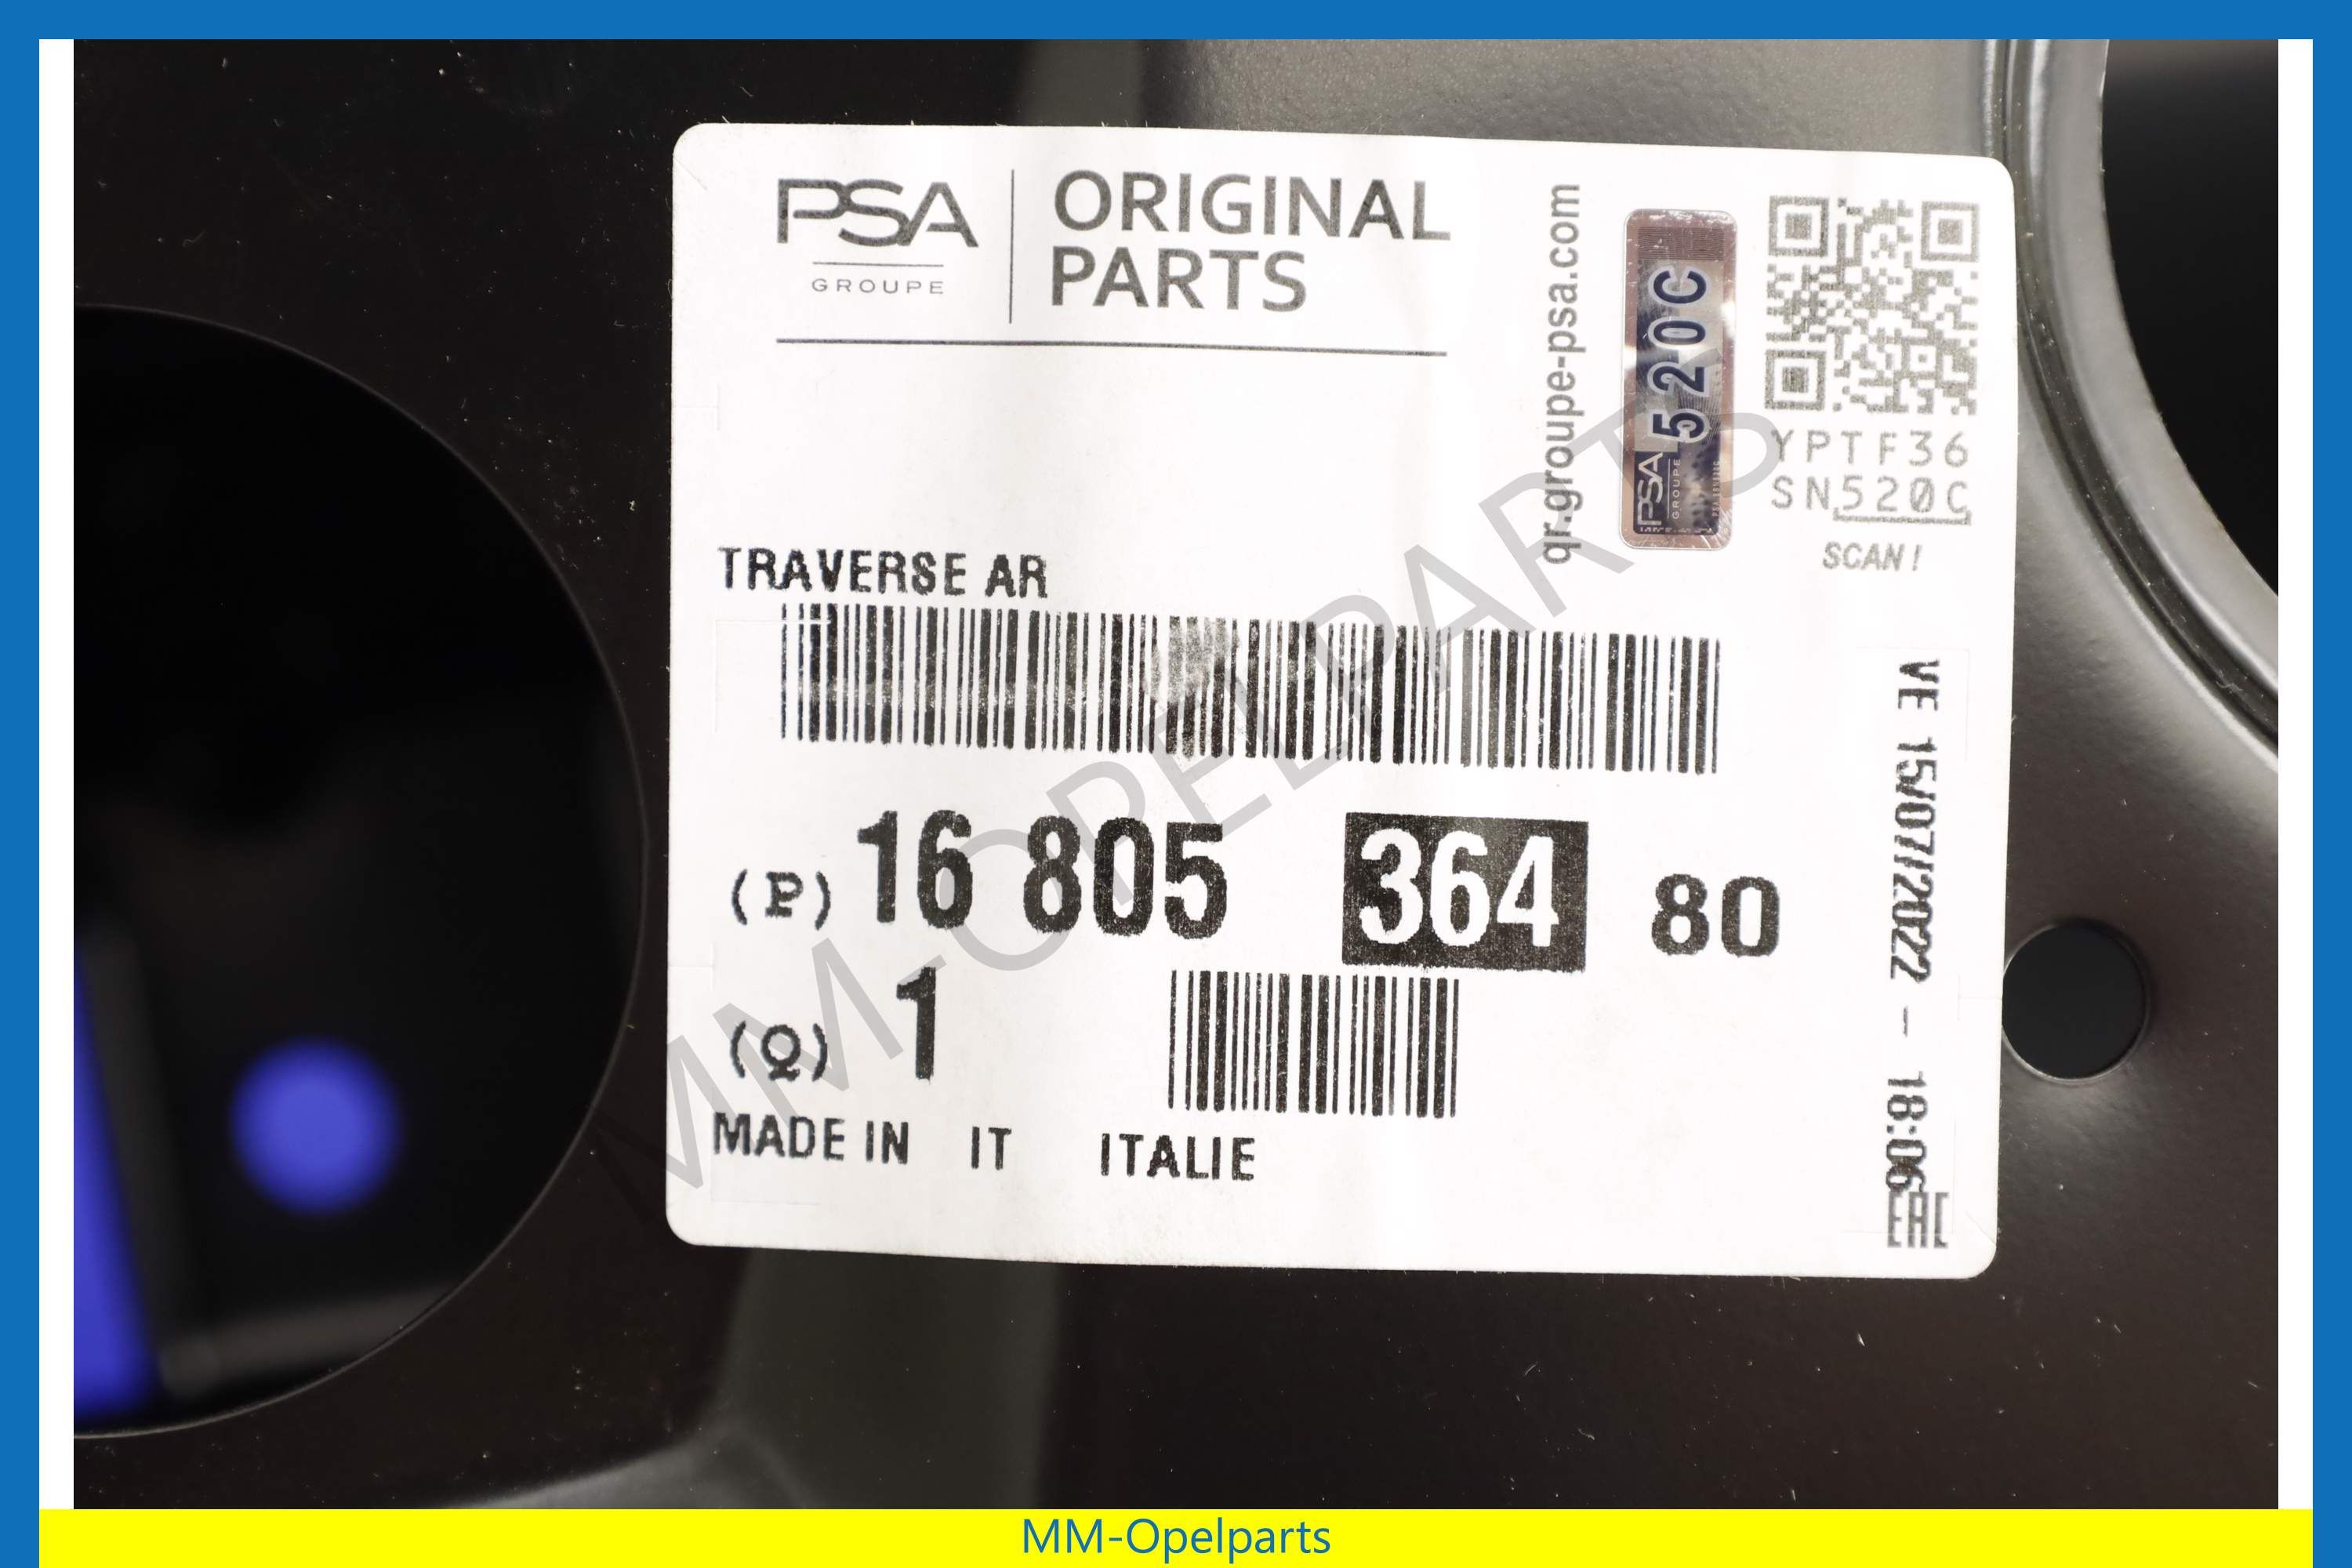 PSA
GROUPE
ORIGINAL
PARTS
qr.groupe-psa.com
PSA
GROUPE
520C
YPTF36
SN520C
SCAN !
TRAVERSE AR
(P) 16 805 364 80
(Q) 1
MADE IN IT ITALIE
VE 15/07/2022 - 18:06
EAC
MM-OPELPARTS
MM-Opelparts